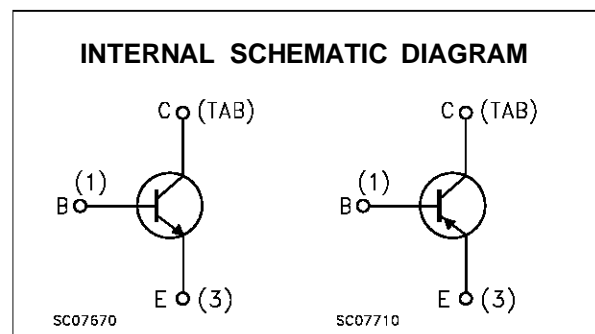 INTERNAL SCHEMATIC DIAGRAM
C (TAB)
C (TAB)
(1)
(1)
B
B
E (3)
E (3)
SC07670
SC07710